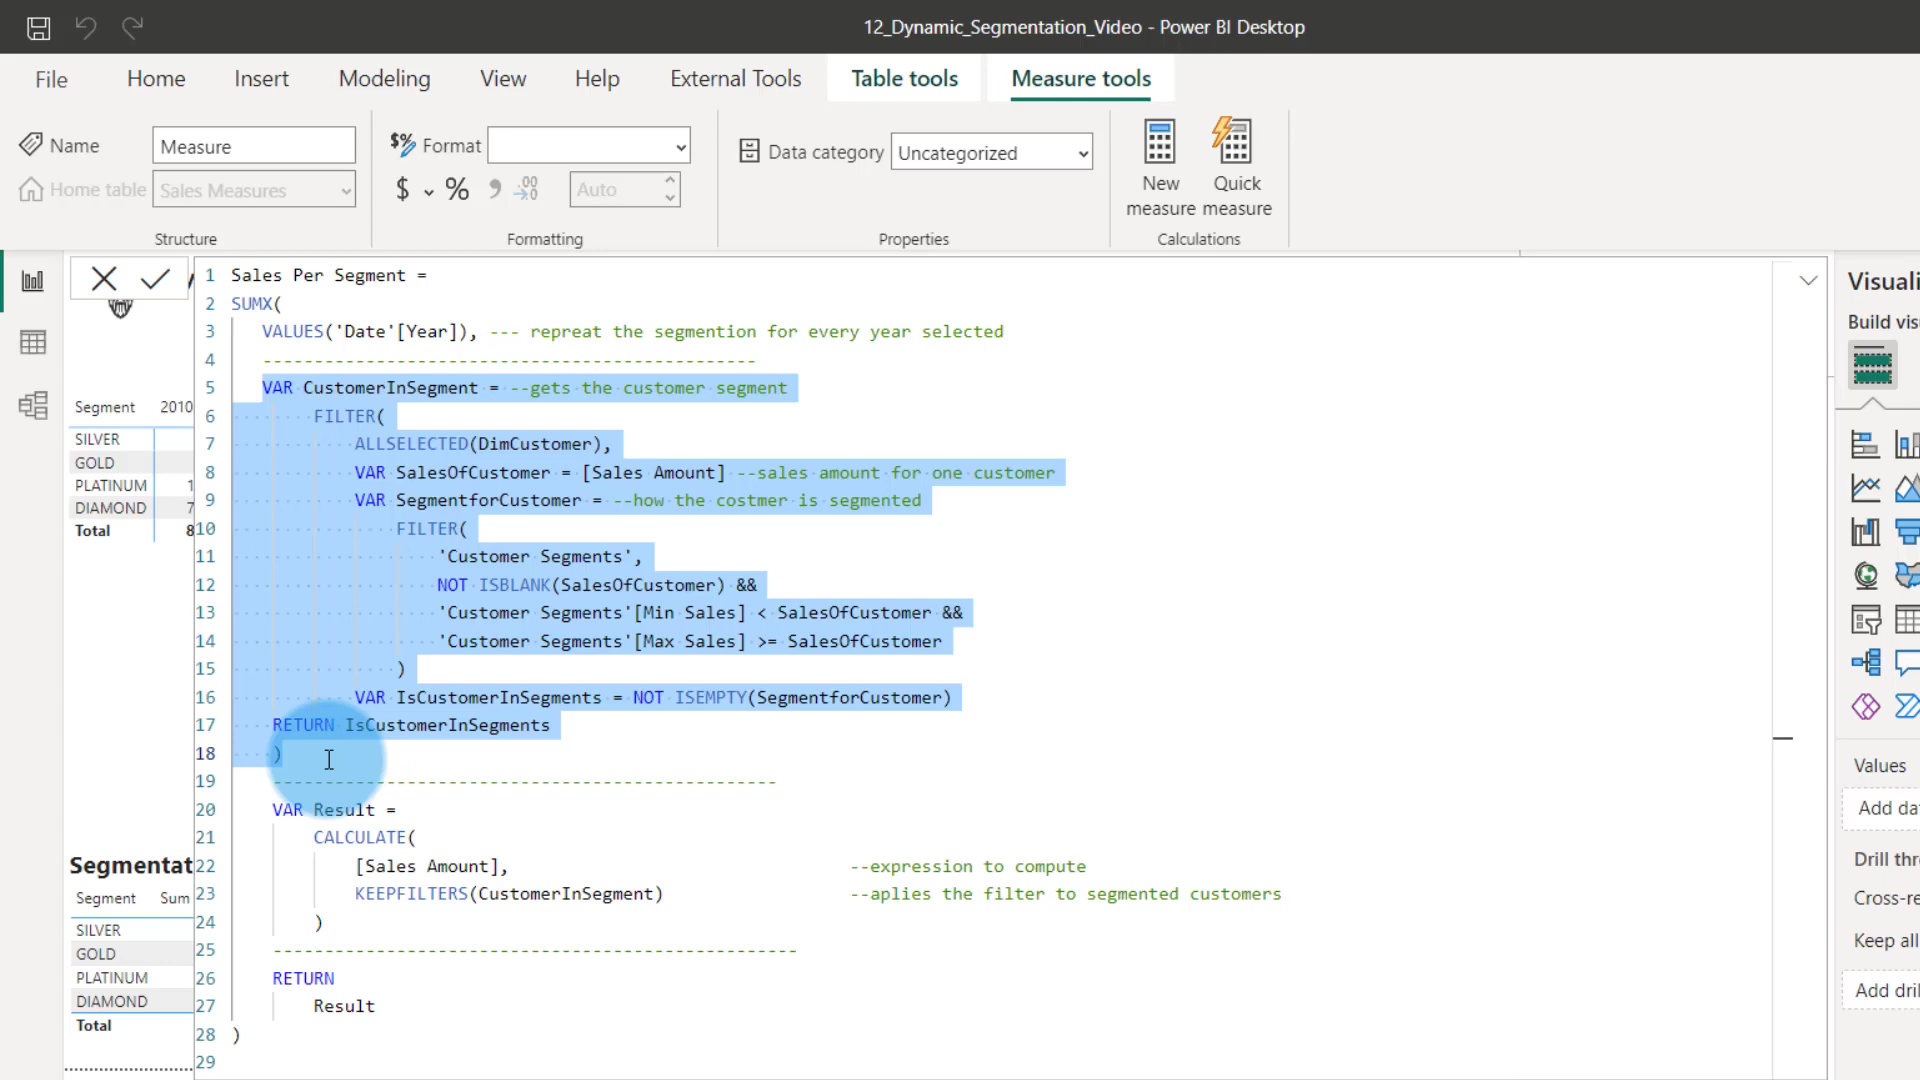 12_Dynamic_Segmentation_Video - Power BI Desktop
File Home Insert Modeling View Help External Tools Table tools Measure tools
Name Measure
Home table Sales Measures
Structure
$% Format
$ % 9 .00 Auto
Formatting
Data category Uncategorized
Properties
New measure
Quick measure
Calculations
1 Sales Per Segment =
2 SUMX(
3 VALUES('Date'[Year]), --- repreat the segmention for every year selected
4 ------------------------------------------------
5 VAR CustomerInSegment = --gets the customer segment
6 FILTER(
7 ALLSELECTED(DimCustomer),
8 VAR SalesOfCustomer = [Sales Amount] --sales amount for one customer
9 VAR SegmentforCustomer = --how the costmer is segmented
10 FILTER(
11 'Customer Segments',
12 NOT ISBLANK(SalesOfCustomer) &&
13 'Customer Segments'[Min Sales] < SalesOfCustomer &&
14 'Customer Segments'[Max Sales] >= SalesOfCustomer
15 )
16 VAR IsCustomerInSegments = NOT ISEMPTY(SegmentforCustomer)
17 RETURN IsCustomerInSegments
18 )
19 -------------------------------------------------
20 VAR Result =
21 CALCULATE(
22 [Sales Amount], --expression to compute
23 KEEPFILTERS(CustomerInSegment) --aplies the filter to segmented customers
24 )
25 ---------------------------------------------------
26 RETURN
27 Result
28 )
29
Segment 2010
SILVER
GOLD
PLATINUM 1
DIAMOND 7
Total 8
Segmentat
Segment Sum
SILVER
GOLD
PLATINUM
DIAMOND
Total
Visuali
Build vis
Values
Add da
Drill thr
Cross-re
Keep all
Add dril